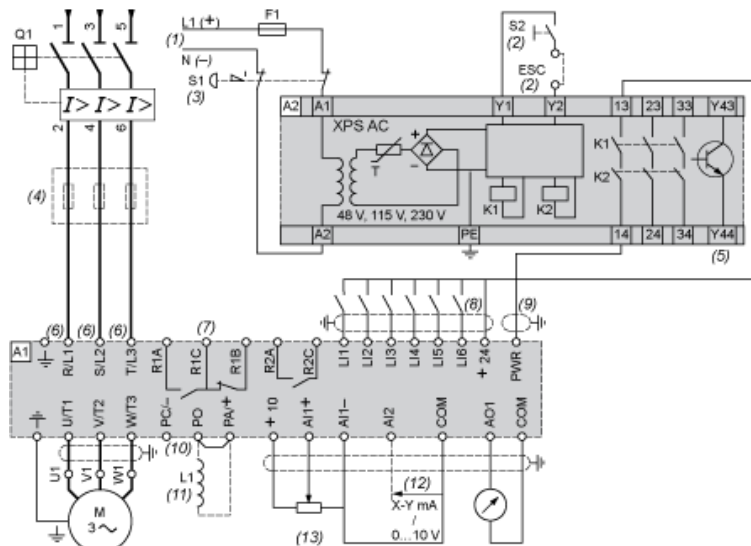 1 3 5
Q1
I> I> I>
2 4 6
(4)
L1 (+) F1
(1)
N (–)
S1
(3)
S2
(2)
ESC
(2)
A2 A1 Y1 Y2 13 23 33 Y43
XPS AC
+
–
T
K1
K2
K1 K2
48 V, 115 V, 230 V
A2 PE 14 24 34 Y44
(5)
(6) (6) (6) (7) (8) (9)
A1
R/L1 S/L2 T/L3 R1A R1C R1B R2A R2C LI1 LI2 LI3 LI4 LI5 LI6 + 24 PWR
U/T1 V/T2 W/T3 PC/– PO PA/+ + 10 AI1+ AI1– AI2 COM AO1 COM
(10)
U1 V1 W1
L1
(11)
(12)
X-Y mA
/
0...10 V
M
3 ~
(13)